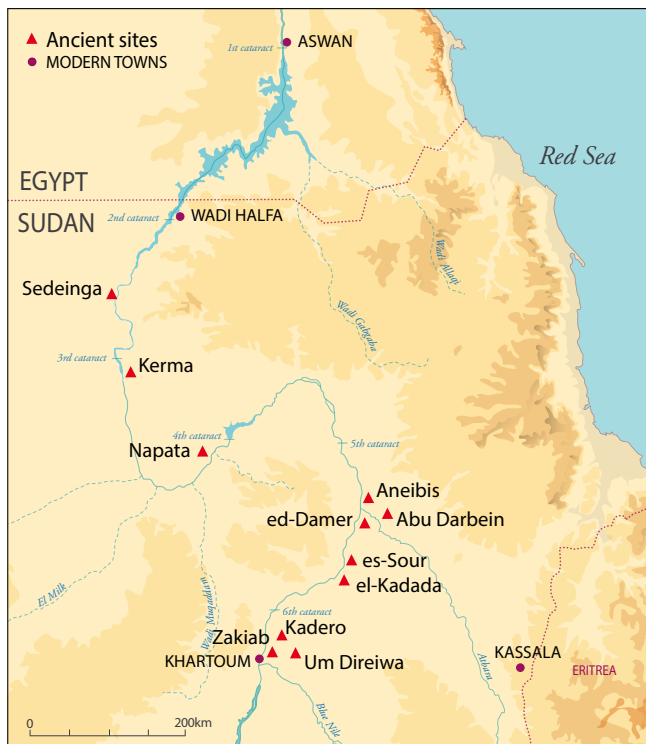 Ancient sites
MODERN TOWNS
1st cataract
ASWAN
Red Sea
EGYPT
SUDAN
2nd cataract
WADI HALFA
Wadi Allaqi
Sedeinga
Wadi Gabgaba
3rd cataract
Kerma
4th cataract
5th cataract
Napata
Aneibis
ed-Damer
Abu Darbein
es-Sour
el-Kadada
El Milk
Wadi Muqaddam
6th cataract
Kadero
Zakiab
KHARTOUM
Um Direiwa
Atbara
KASSALA
ERITREA
Blue Nile
0
200km